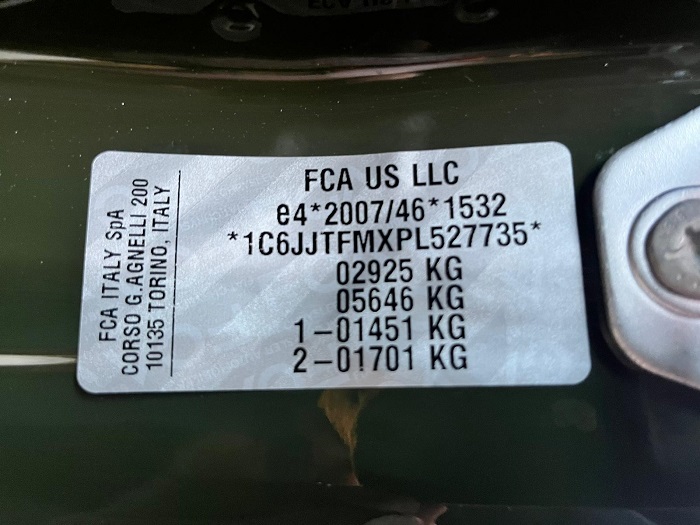 FCA US LLC
e4*2007/46*1532
*1C6JJTFMXPL527735*
02925 KG
05646 KG
1-01451 KG
2-01701 KG
FCA ITALY SpA
CORSO G.AGNELLI 200
10135 TORINO, ITALY